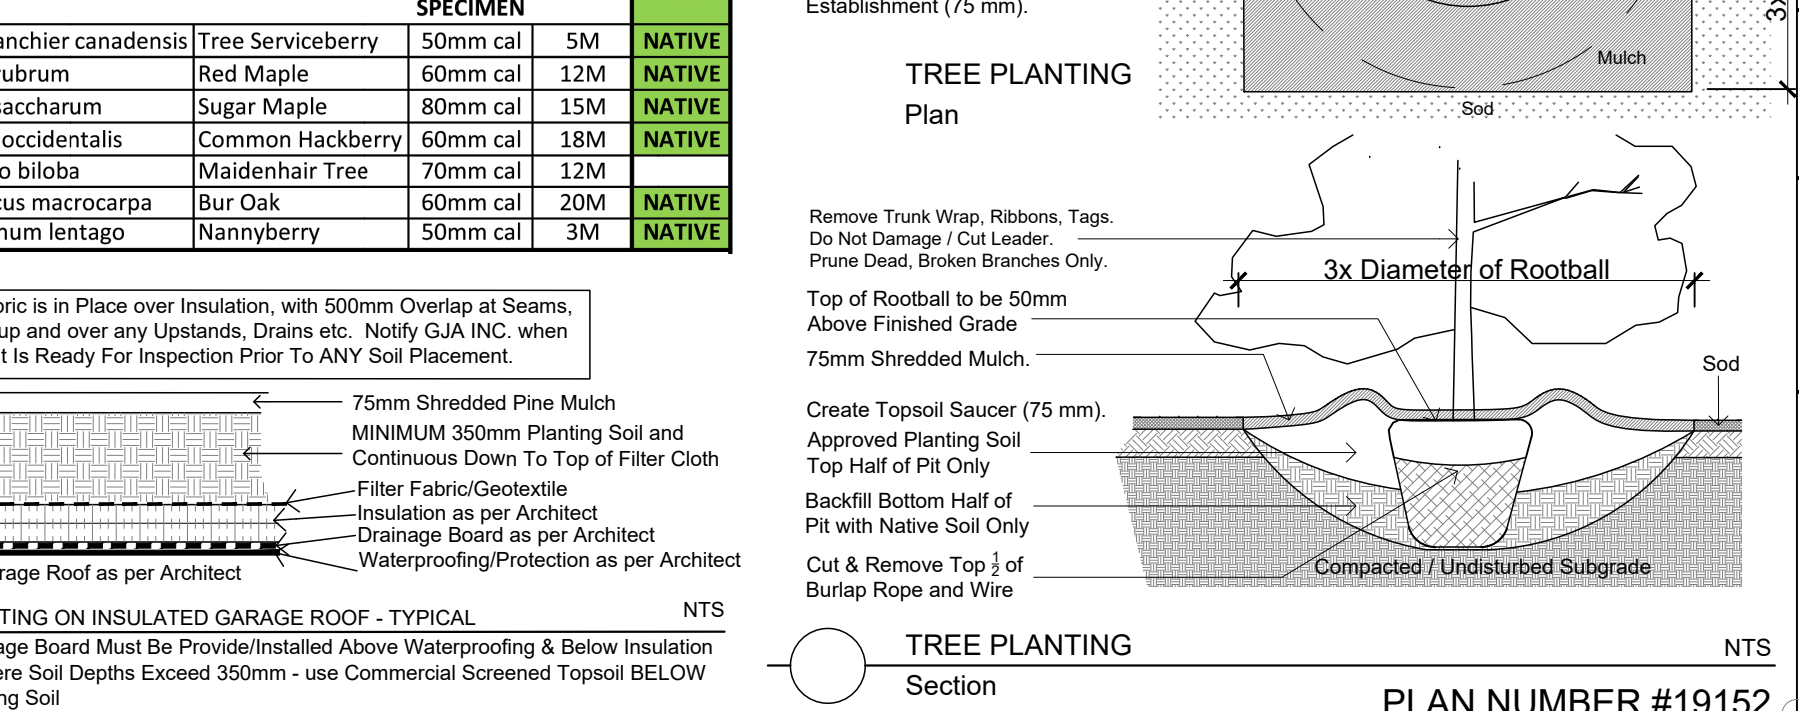 SPECIMEN
anchier canadensis Tree Serviceberry 50mm cal 5M NATIVE
rubrum Red Maple 60mm cal 12M NATIVE
saccharum Sugar Maple 80mm cal 15M NATIVE
occidentalis Common Hackberry 60mm cal 18M NATIVE
o biloba Maidenhair Tree 70mm cal 12M
cus macrocarpa Bur Oak 60mm cal 20M NATIVE
num lentago Nannyberry 50mm cal 3M NATIVE
bric is in Place over Insulation, with 500mm Overlap at Seams,
up and over any Upstands, Drains etc. Notify GJA INC. when
t Is Ready For Inspection Prior To ANY Soil Placement.
75mm Shredded Pine Mulch
MINIMUM 350mm Planting Soil and
Continuous Down To Top of Filter Cloth
Filter Fabric/Geotextile
Insulation as per Architect
Drainage Board as per Architect
Waterproofing/Protection as per Architect
rage Roof as per Architect
TING ON INSULATED GARAGE ROOF - TYPICAL NTS
age Board Must Be Provide/Installed Above Waterproofing & Below Insulation
ere Soil Depths Exceed 350mm - use Commercial Screened Topsoil BELOW
ng Soil
Establishment (75 mm).
TREE PLANTING
Plan
Mulch
Sod
3x
Remove Trunk Wrap, Ribbons, Tags.
Do Not Damage / Cut Leader.
Prune Dead, Broken Branches Only.
3x Diameter of Rootball
Top of Rootball to be 50mm
Above Finished Grade
75mm Shredded Mulch.
Sod
Create Topsoil Saucer (75 mm).
Approved Planting Soil
Top Half of Pit Only
Backfill Bottom Half of
Pit with Native Soil Only
Cut & Remove Top ½ of
Burlap Rope and Wire
Compacted / Undisturbed Subgrade
TREE PLANTING NTS
Section
PLAN NUMBER #19152